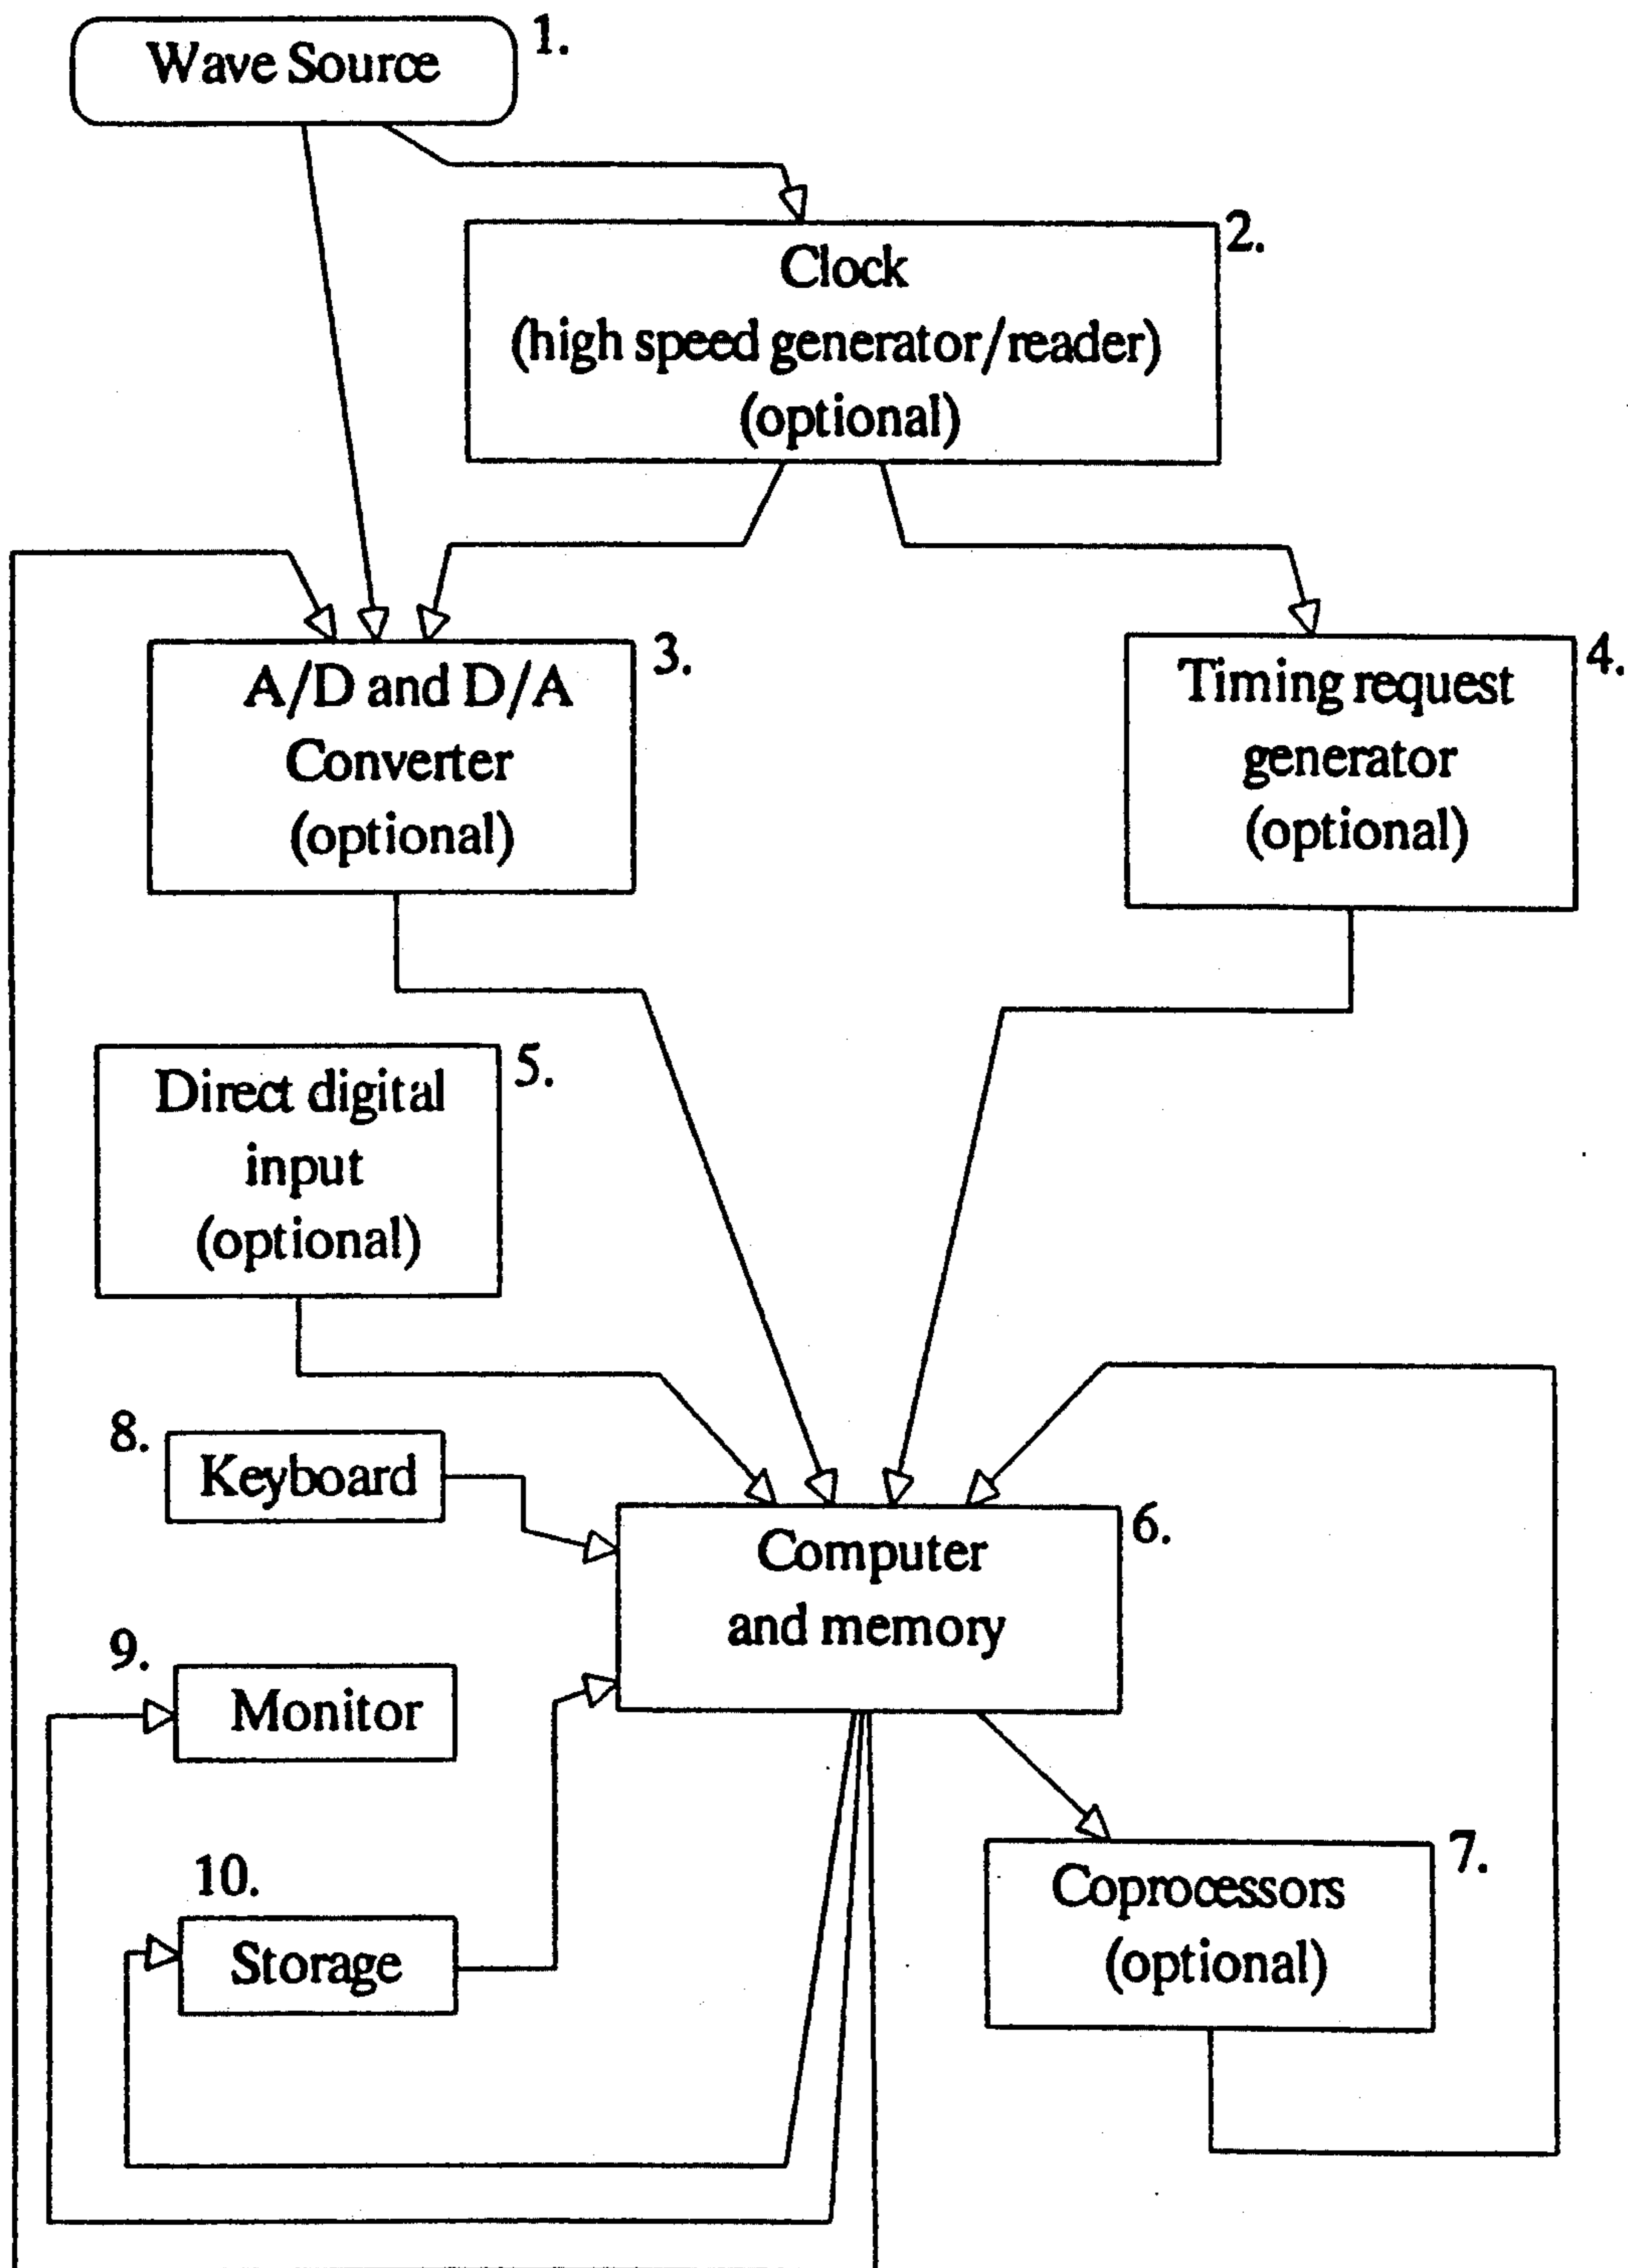 Wave Source
1.
2.
Clock
(high speed generator/reader)
(optional)
3.
A/D and D/A
Converter
(optional)
4.
Timing request
generator
(optional)
5.
Direct digital
input
(optional)
8.
Keyboard
6.
Computer
and memory
9.
Monitor
7.
Coprocessors
(optional)
10.
Storage